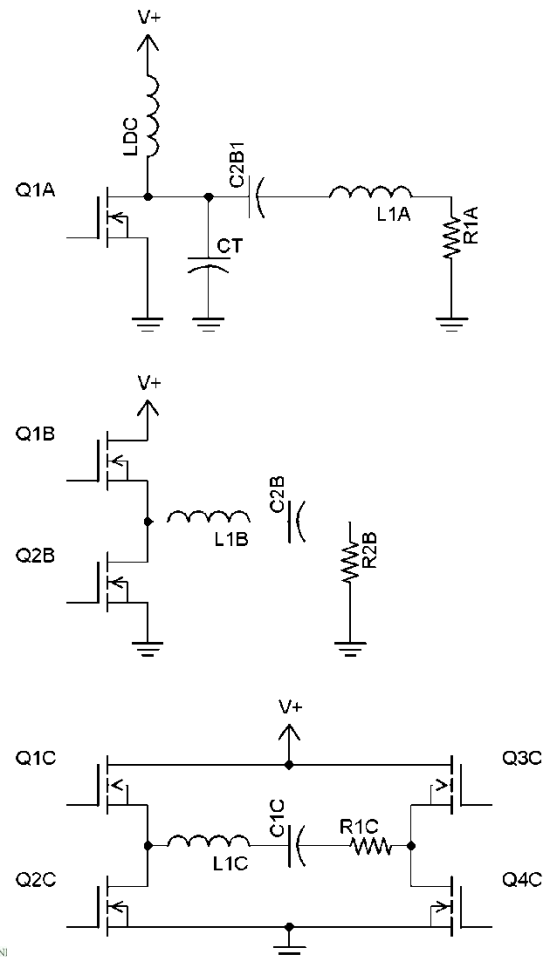 V+
LDC
Q1A
C2B1
L1A
R1A
CT
V+
Q1B
C2B
L1B
Q2B
R2B
V+
Q1C
Q3C
C1C
R1C
L1C
Q2C
Q4C